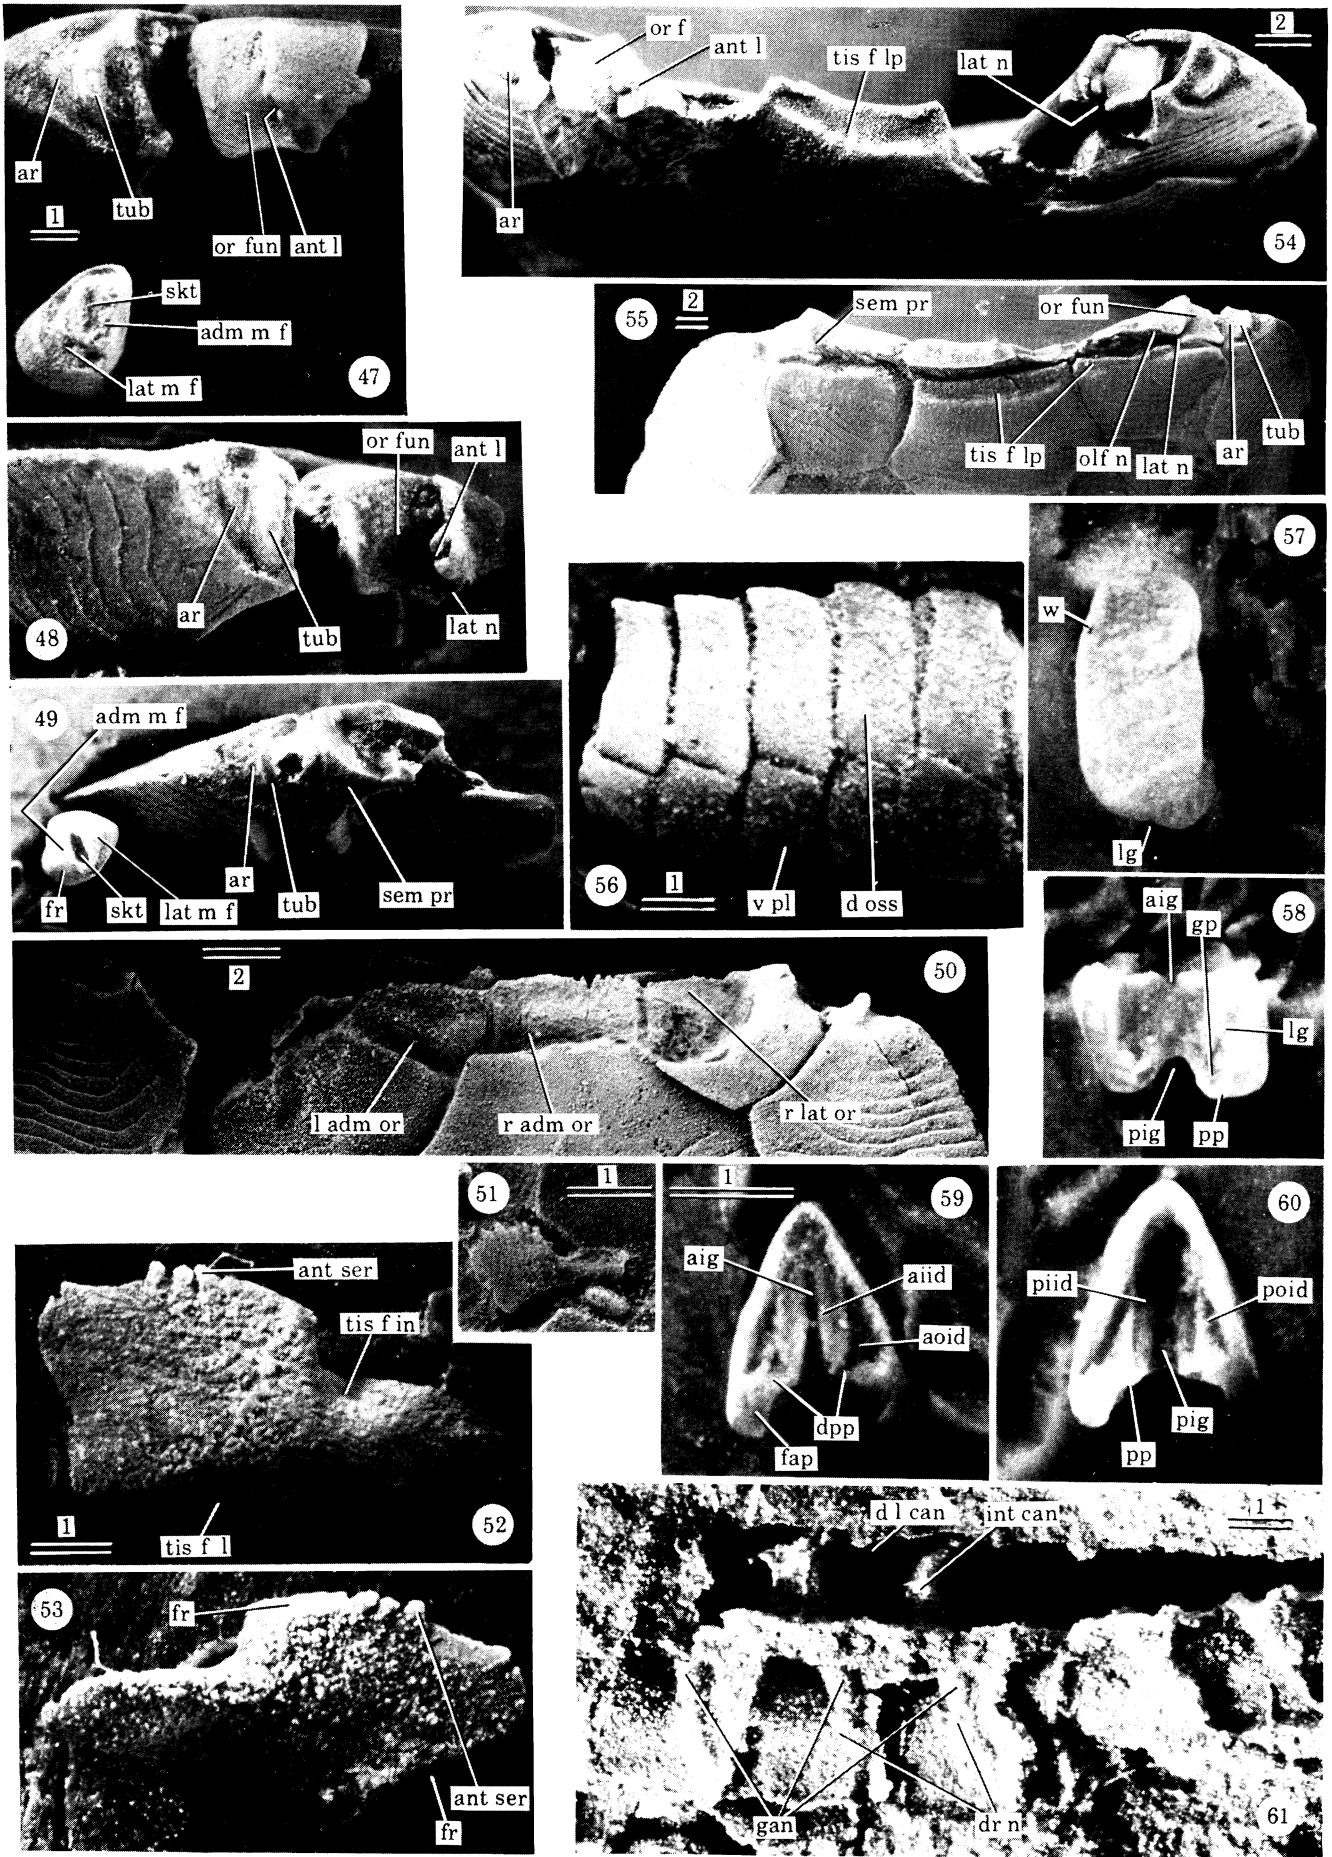 ar
tub
1
or fun
ant l
skt
adm m f
lat m f
47
or f
ant l
tis f lp
lat n
2
ar
54
55
2
sem pr
or fun
tis f lp
olf n
lat n
ar
tub
or fun
ant l
ar
tub
lat n
48
49
adm m f
ar
tub
sem pr
fr
skt
lat m f
56
1
v pl
d oss
57
w
lg
58
aig
gp
lg
pig
pp
2
50
l adm or
r adm or
r lat or
51
1
ant ser
tis f in
1
tis f l
52
1
59
aig
aiid
aoid
dpp
fap
60
piid
poid
pig
pp
53
fr
ant ser
fr
d l can
int can
1
gan
dr n
61